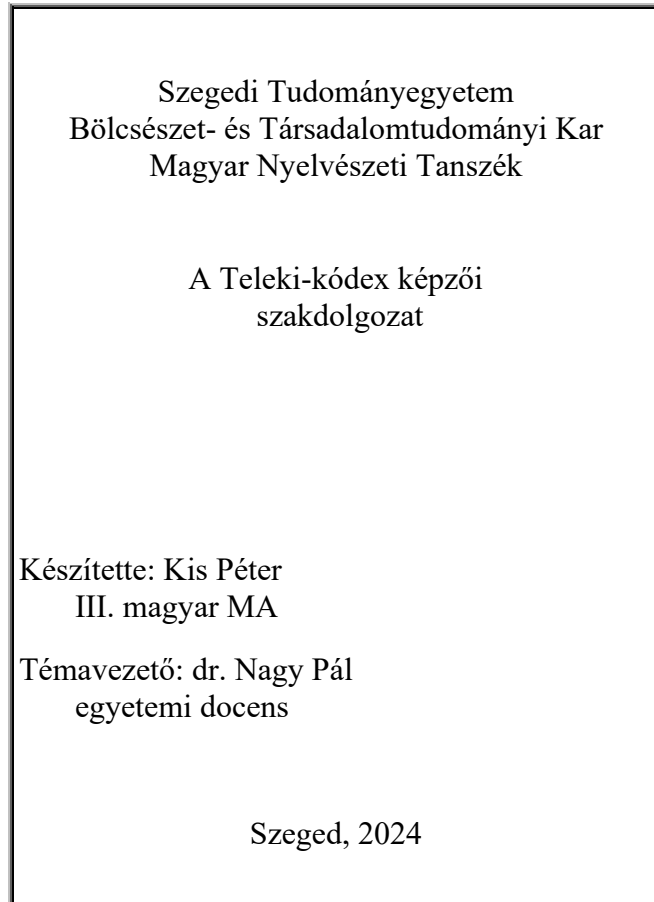 Szegedi Tudományegyetem
Bölcsészet- és Társadalomtudományi Kar
Magyar Nyelvészeti Tanszék
A Teleki-kódex képzői
szakdolgozat
Készítette: Kis Péter
III. magyar MA
Témavezető: dr. Nagy Pál
egyetemi docens
Szeged, 2024